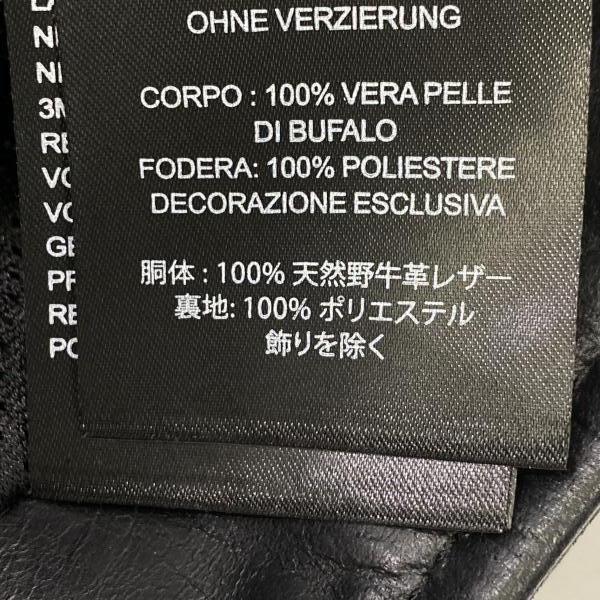 OHNE VERZIERUNG
CORPO : 100% VERA PELLE
DI BUFALO
FODERA: 100% POLIESTERE
DECORAZIONE ESCLUSIVA
胴体 : 100% 天然野牛革レザー
裏地: 100% ポリエステル
飾りを除く